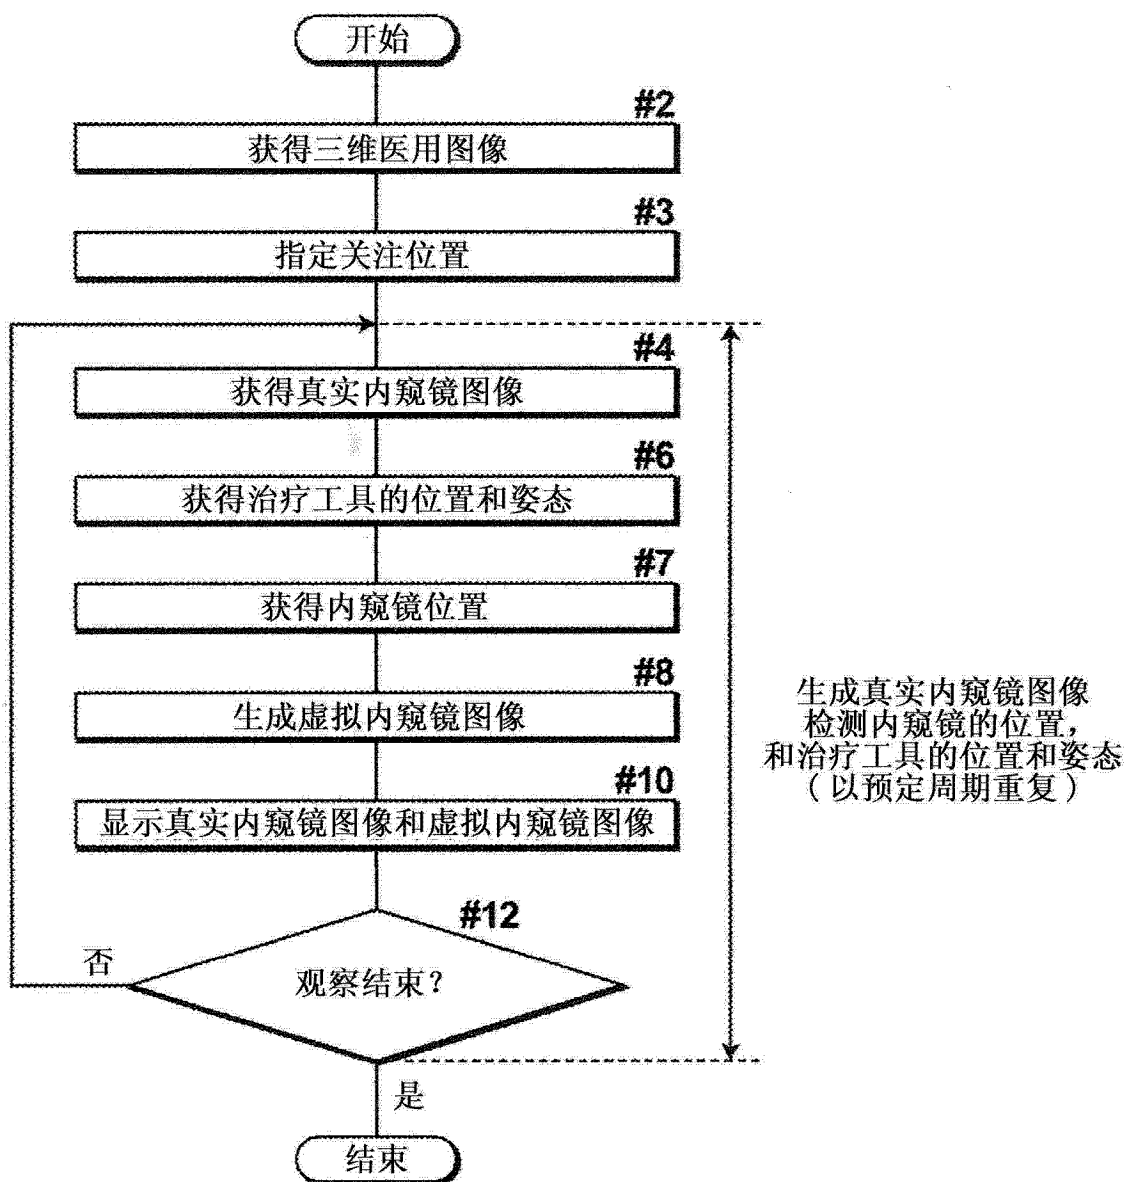 开始
#2
获得三维医用图像
#3
指定关注位置
#4
获得真实内窥镜图像
#6
获得治疗工具的位置和姿态
#7
获得内窥镜位置
#8
生成虚拟内窥镜图像
#10
显示真实内窥镜图像和虚拟内窥镜图像
#12
观察结束?
否
是
结束
生成真实内窥镜图像
检测内窥镜的位置,
和治疗工具的位置和姿态
(以预定周期重复)